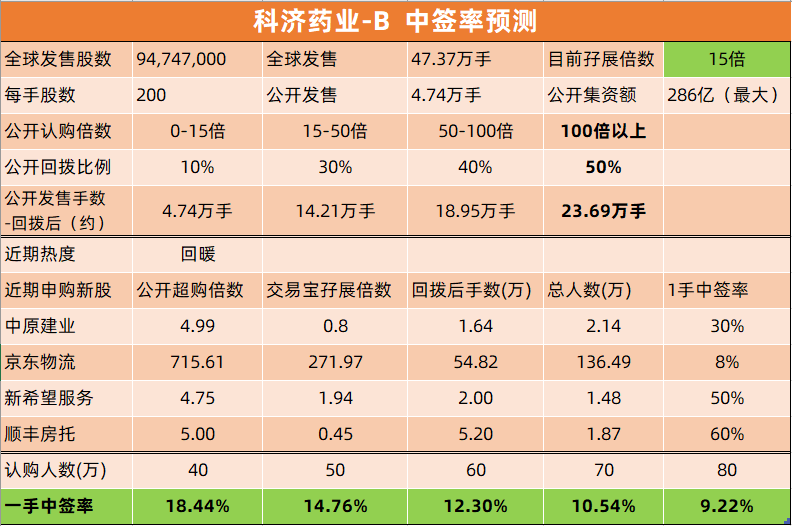 科济药业-B 中签率预测
全球发售股数 94,747,000 全球发售 47.37万手 目前孖展倍数 15倍
每手股数 200 公开发售 4.74万手 公开集资额 286亿（最大）
公开认购倍数 0-15倍 15-50倍 50-100倍 100倍以上
公开回拨比例 10% 30% 40% 50%
公开发售手数
-回拨后（约） 4.74万手 14.21万手 18.95万手 23.69万手
近期热度 回暖
近期申购新股 公开超购倍数 交易宝孖展倍数 回拨后手数(万) 总人数(万) 1手中签率
中原建业 4.99 0.8 1.64 2.14 30%
京东物流 715.61 271.97 54.82 136.49 8%
新希望服务 4.75 1.94 2.00 1.48 50%
顺丰房托 5.00 0.45 5.20 1.87 60%
认购人数(万) 40 50 60 70 80
一手中签率 18.44% 14.76% 12.30% 10.54% 9.22%